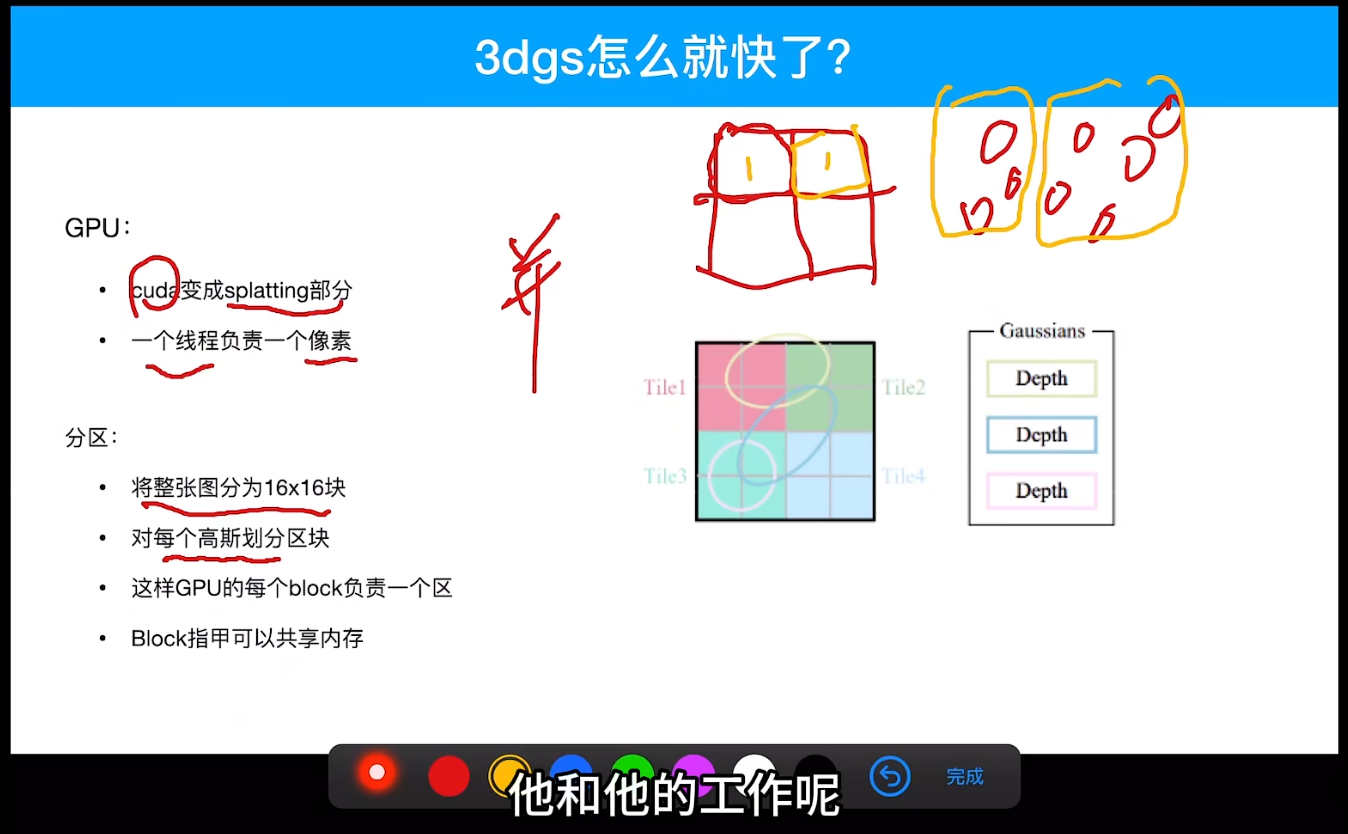 3dgs怎么就快了?
GPU:
• cuda变成splatting部分
• 一个线程负责一个像素
分区:
• 将整张图分为16x16块
• 对每个高斯划分区块
• 这样GPU的每个block负责一个区
• Block指甲可以共享内存
Tile1
Tile2
Tile3
Tile4
Gaussians
Depth
Depth
Depth
他和他的工作呢
完成